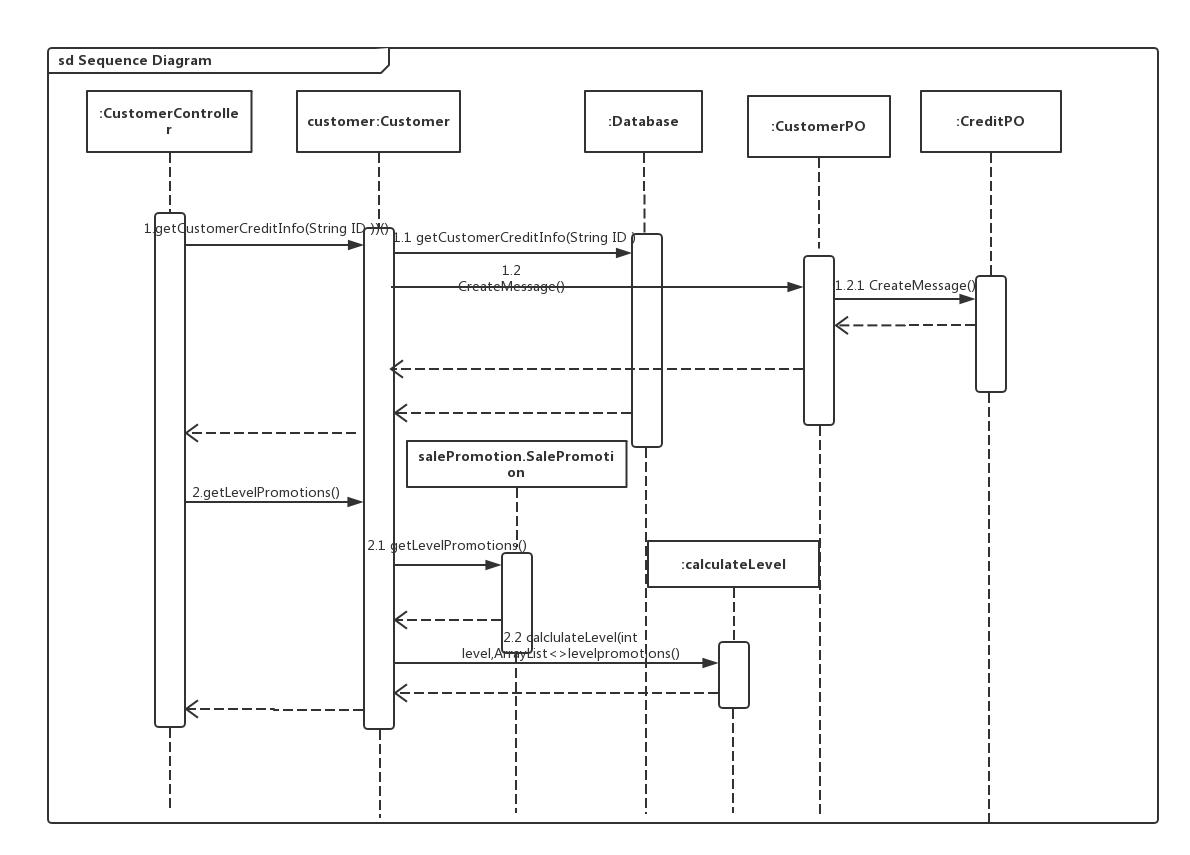 sd Sequence Diagram
:CustomerControlle
r
customer:Customer
:Database
:CustomerPO
:CreditPO
1.getCustomerCreditInfo(String ID ))()
1.1 getCustomerCreditInfo(String ID )
1.2
CreateMessage()
1.2.1 CreateMessage()
salePromotion.SalePromoti
on
2.getLevelPromotions()
2.1 getLevelPromotions()
:calculateLevel
2.2 calclulateLevel(int
level,ArrayList<>levelpromotions()